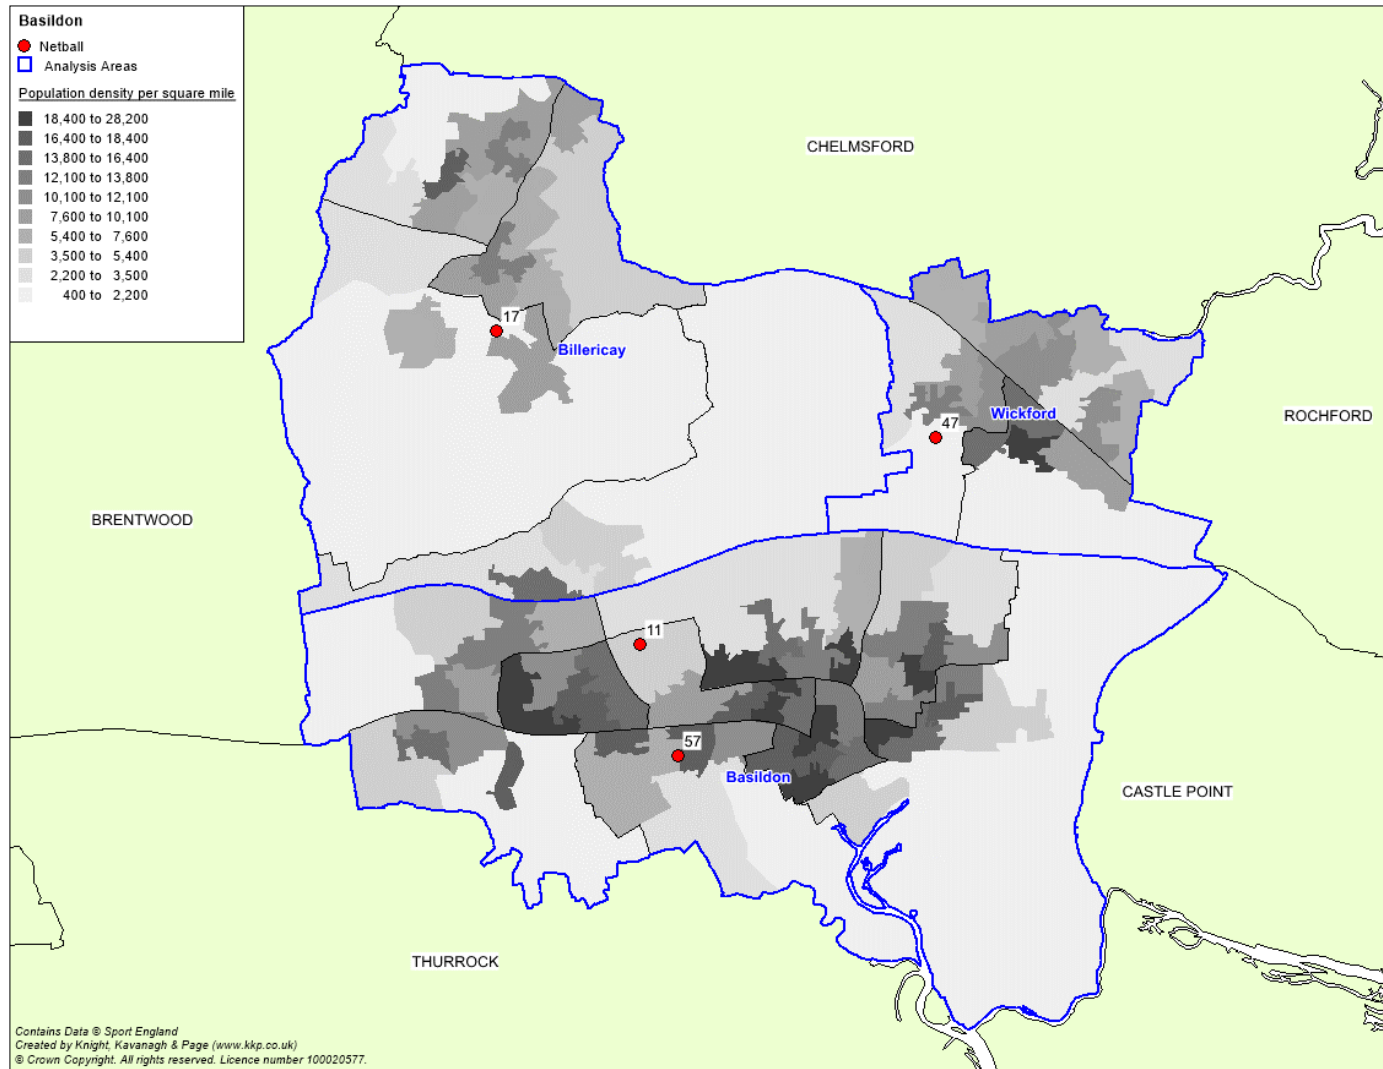 Basildon
Netball
Analysis Areas
Population density per square mile
18,400 to 28,200
16,400 to 18,400
13,800 to 16,400
12,100 to 13,800
10,100 to 12,100
7,600 to 10,100
5,400 to 7,600
3,500 to 5,400
2,200 to 3,500
400 to 2,200
CHELMSFORD
17
Billericay
47
Wickford
ROCHFORD
BRENTWOOD
11
57
Basildon
CASTLE POINT
THURROCK
Contains Data © Sport England
Created by Knight, Kavanagh & Page (www.kkp.co.uk)
© Crown Copyright. All rights reserved. Licence number 100020577.